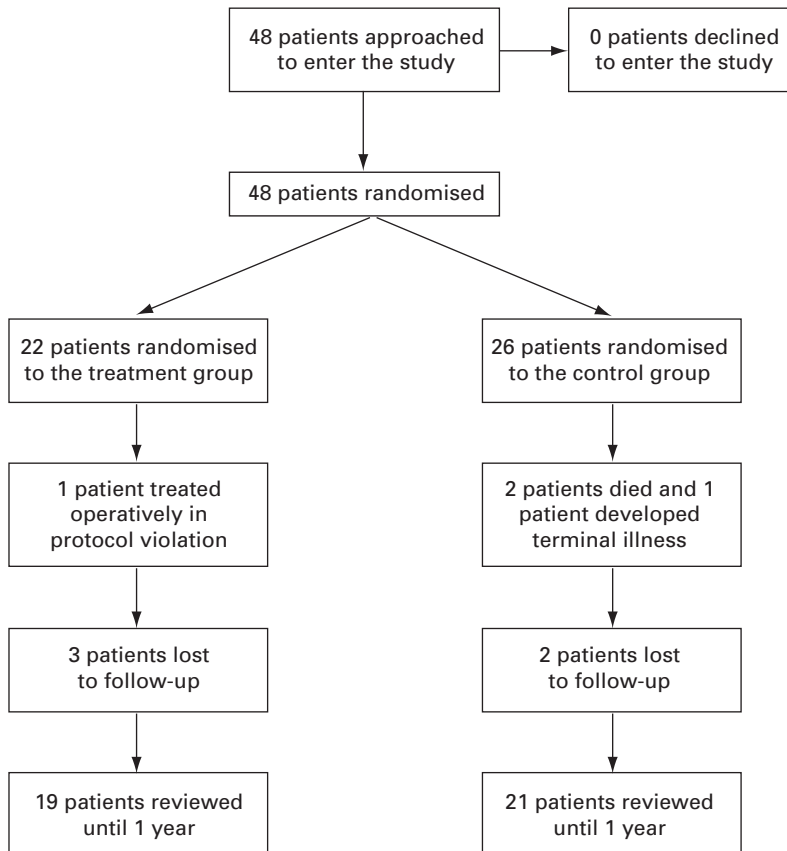 48 patients approached
to enter the study
0 patients declined
to enter the study
48 patients randomised
22 patients randomised
to the treatment group
26 patients randomised
to the control group
1 patient treated
operatively in
protocol violation
2 patients died and 1
patient developed
terminal illness
3 patients lost
to follow-up
2 patients lost
to follow-up
19 patients reviewed
until 1 year
21 patients reviewed
until 1 year